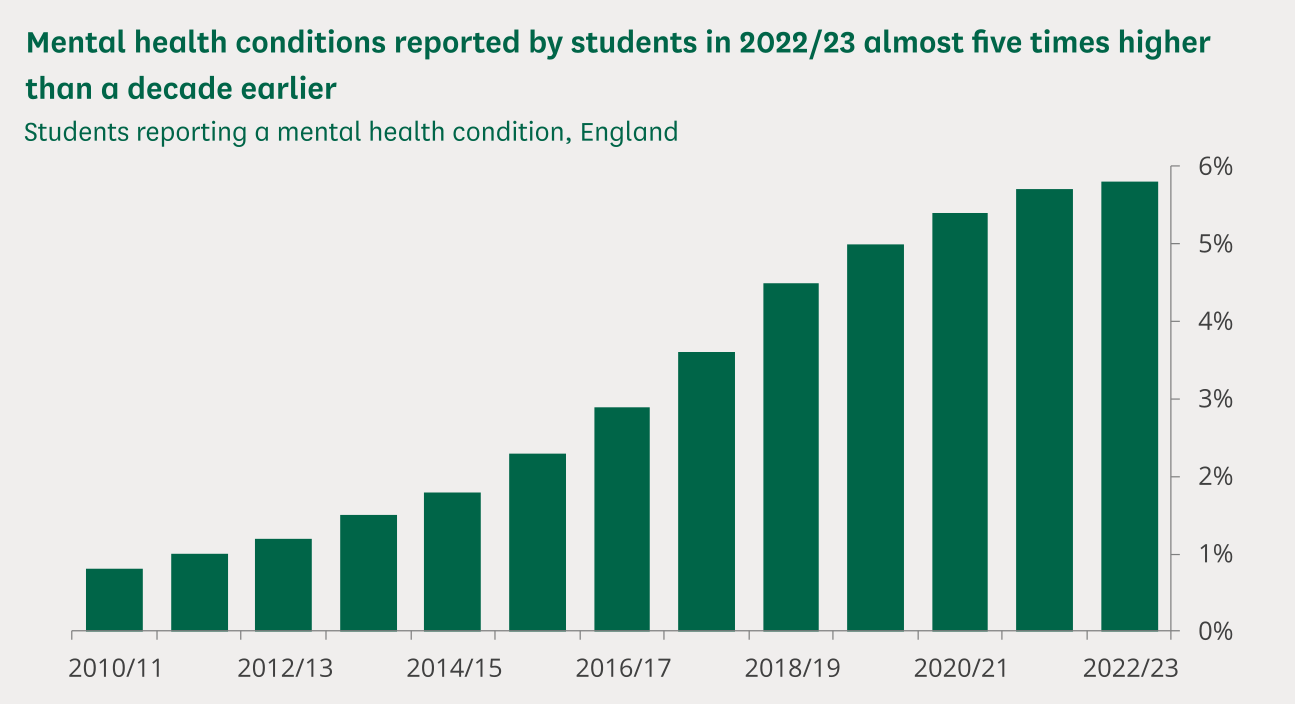 Mental health conditions reported by students in 2022/23 almost five times higher
than a decade earlier
Students reporting a mental health condition, England
6%
5%
4%
3%
2%
1%
0%
2010/11 2012/13 2014/15 2016/17 2018/19 2020/21 2022/23